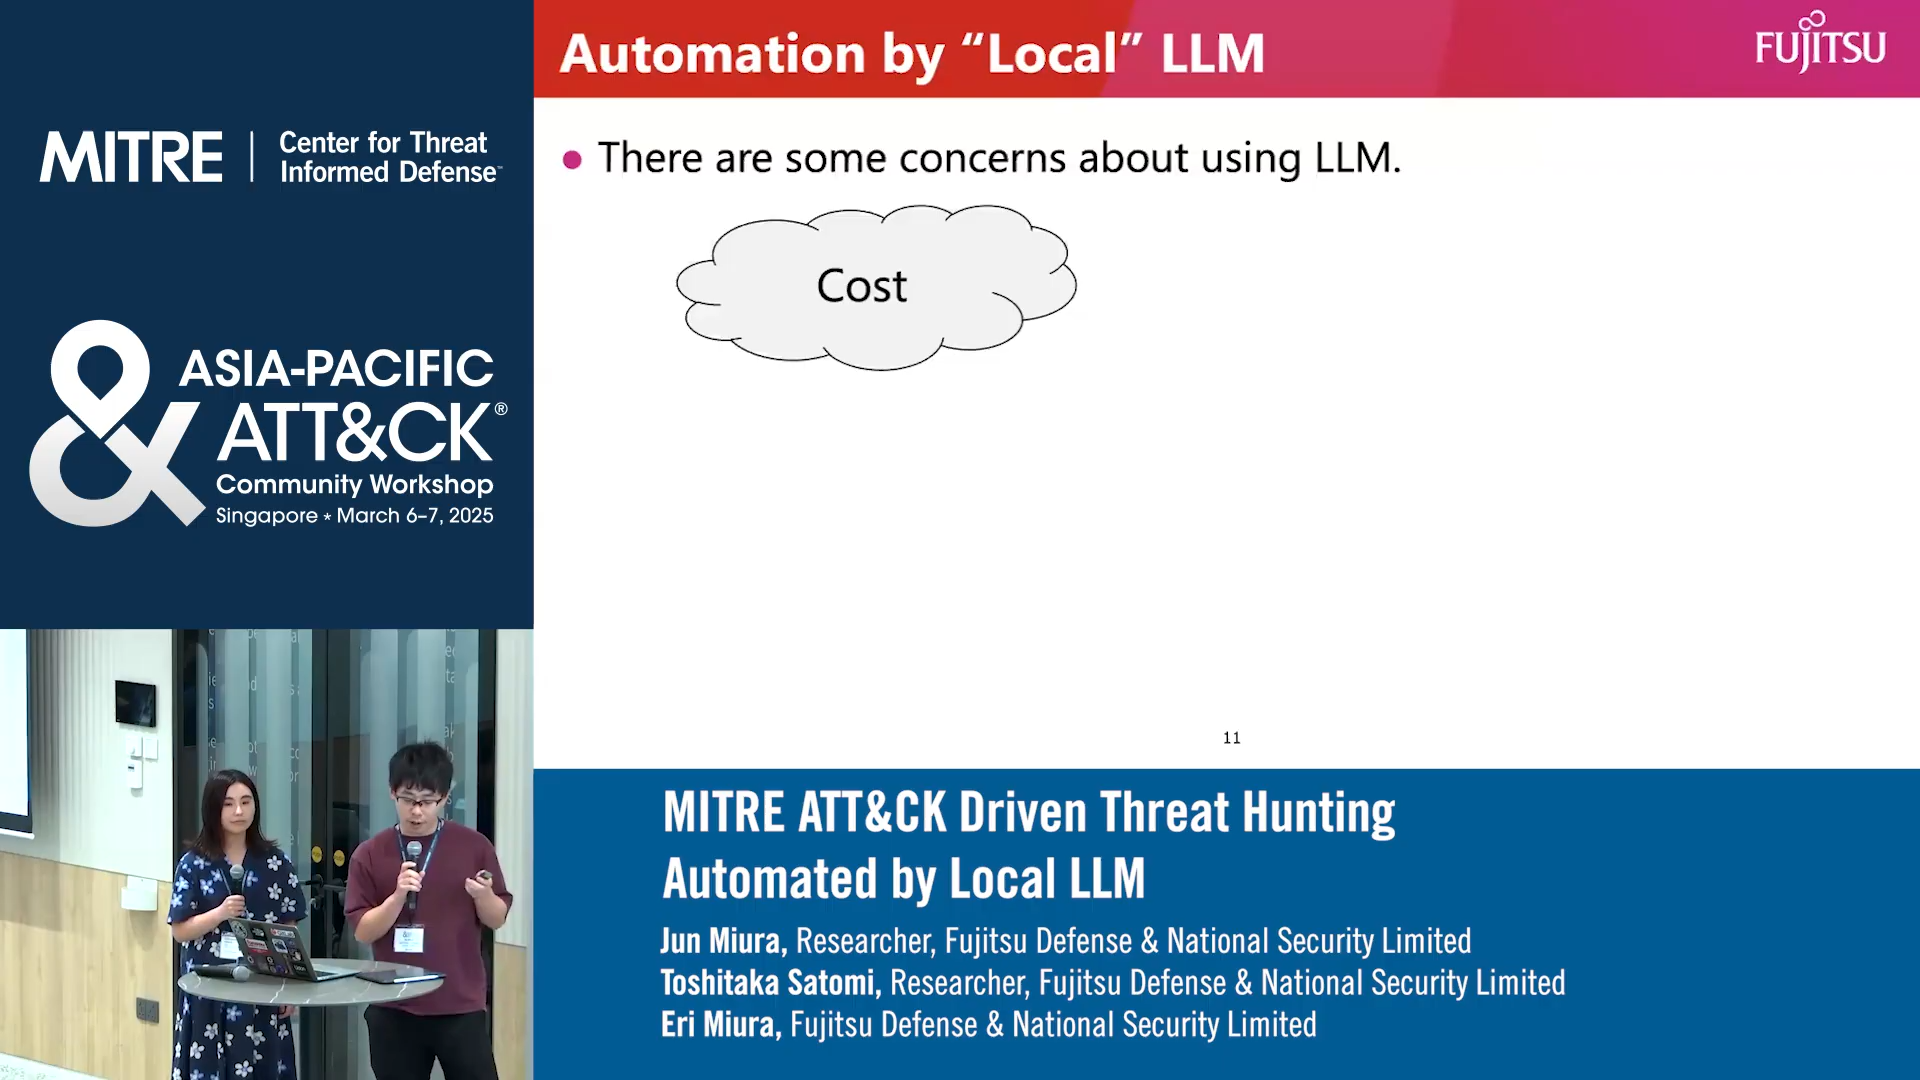 MITRE
Center for Threat
Informed Defense™
ASIA-PACIFIC
ATT&CK®
Community Workshop
Singapore ★ March 6–7, 2025
Automation by “Local” LLM
FUJITSU
• There are some concerns about using LLM.
Cost
11
MITRE ATT&CK Driven Threat Hunting
Automated by Local LLM
Jun Miura, Researcher, Fujitsu Defense & National Security Limited
Toshitaka Satomi, Researcher, Fujitsu Defense & National Security Limited
Eri Miura, Fujitsu Defense & National Security Limited